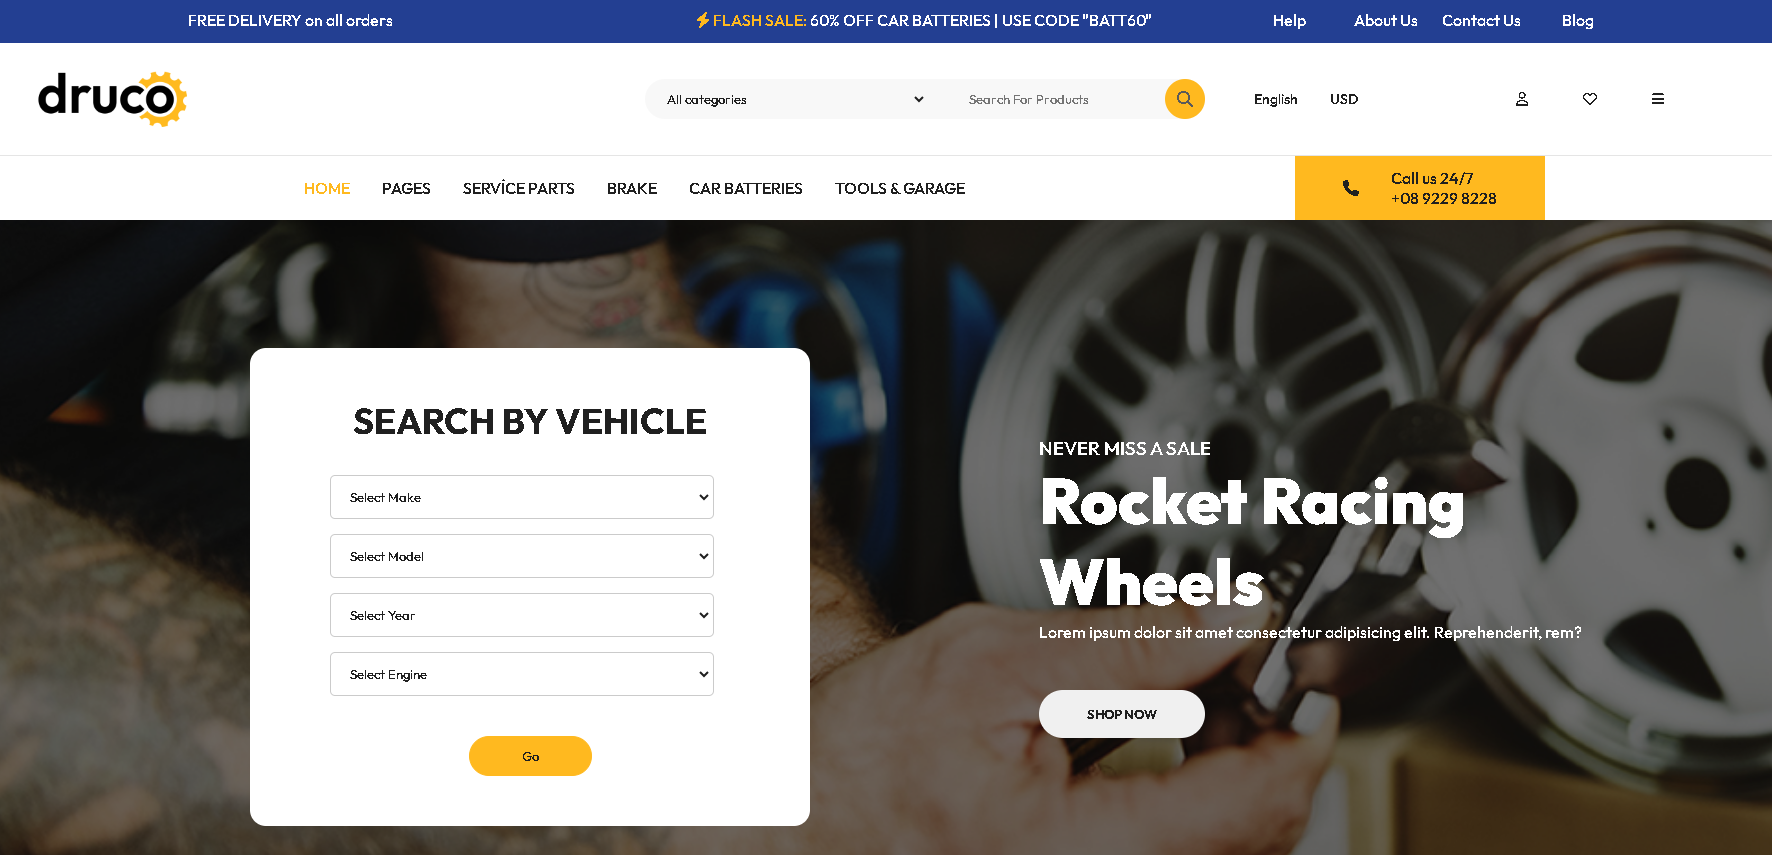 FREE DELIVERY on all orders
FLASH SALE: 60% OFF CAR BATTERIES | USE CODE "BATT60"
Help
About Us
Contact Us
Blog
druco
All categories
Search For Products
English
USD
HOME
PAGES
SERVİCE PARTS
BRAKE
CAR BATTERIES
TOOLS & GARAGE
Call us 24/7
+08 9229 8228
SEARCH BY VEHICLE
Select Make
Select Model
Select Year
Select Engine
Go
NEVER MISS A SALE
Rocket Racing
Wheels
Lorem ipsum dolor sit amet consectetur adipisicing elit. Reprehenderit, rem?
SHOP NOW